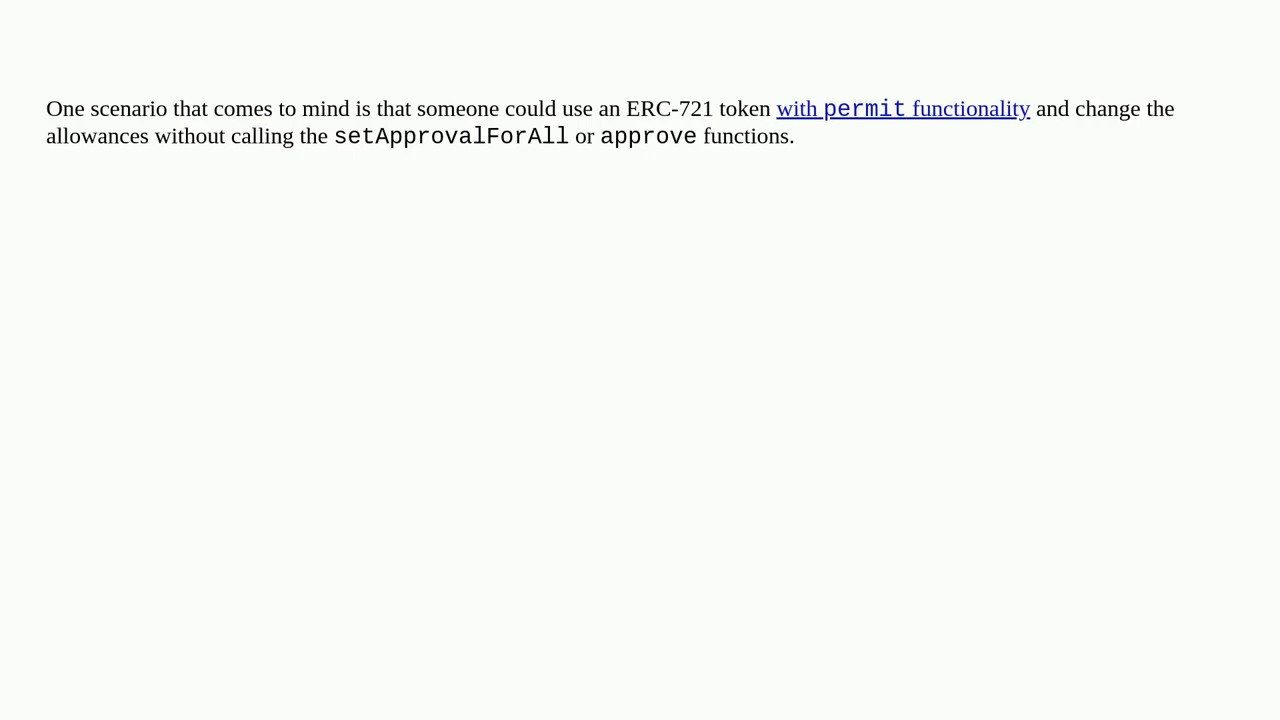 One scenario that comes to mind is that someone could use an ERC-721 token with permit functionality and change the
allowances without calling the setApprovalForAll or approve functions.